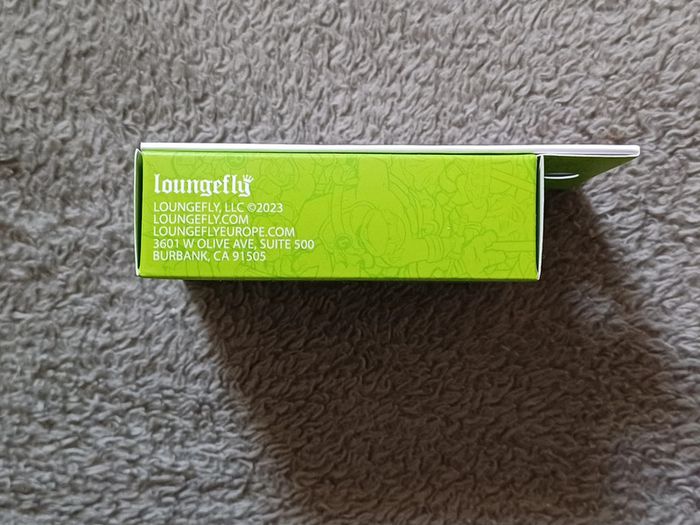 loungefly
LOUNGEFLY, LLC ©2023
LOUNGEFLY.COM
LOUNGEFLYEUROPE.COM
3601 W OLIVE AVE, SUITE 500
BURBANK, CA 91505